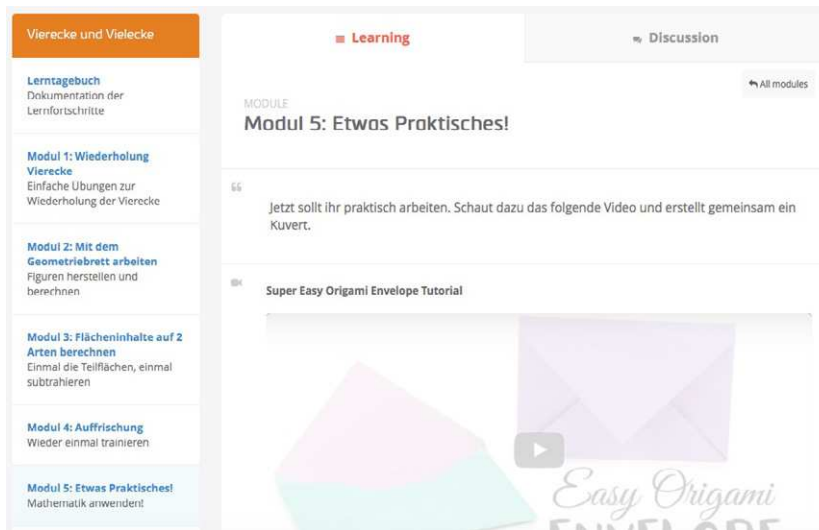 Vierecke und Vielecke
Lerntagebuch
Dokumentation der
Lernfortschritte
Modul 1: Wiederholung
Vierecke
Einfache Übungen zur
Wiederholung der Vierecke
Modul 2: Mit dem
Geometriebrett arbeiten
Figuren herstellen und
berechnen
Modul 3: Flächeninhalte auf 2
Arten berechnen
Einmal die Teilflächen, einmal
subtrahieren
Modul 4: Auffrischung
Wieder einmal trainieren
Modul 5: Etwas Praktisches!
Mathematik anwenden!
Learning
Discussion
All modules
MODULE
Modul 5: Etwas Praktisches!
Jetzt sollt ihr praktisch arbeiten. Schaut dazu das folgende Video und erstellt gemeinsam ein
Kuvert.
Super Easy Origami Envelope Tutorial
Easy Origami
ENVELOPE